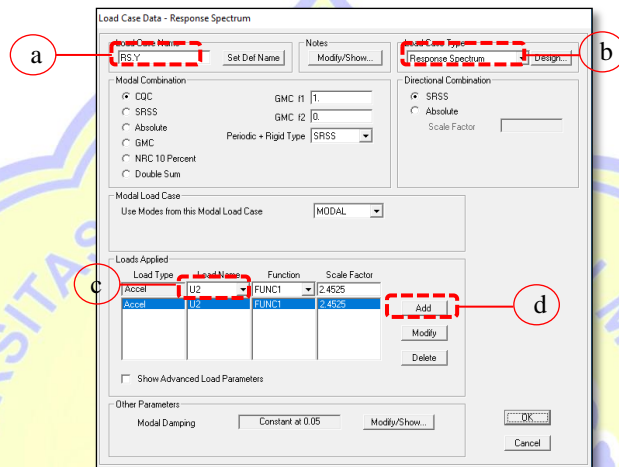 Load Case Data - Response Spectrum
a
b
Load Case Name
Notes
Load Case Type
RS.Y
Set Def Name
Modify/Show...
Response Spectrum
Design...
Modal Combination
Directional Combination
CQC
GMC f1
1.
SRSS
SRSS
GMC f2
0.
Absolute
Absolute
Periodic + Rigid Type
SRSS
Scale Factor
GMC
NRC 10 Percent
Double Sum
Modal Load Case
Use Modes from this Modal Load Case
MODAL
Loads Applied
Load Type
Load Name
Function
Scale Factor
c
Accel
U2
FUNC1
2.4525
Accel
U2
FUNC1
2.4525
d
Add
Modify
Delete
Show Advanced Load Parameters
Other Parameters
Modal Damping
Constant at 0.05
Modify/Show...
OK
Cancel